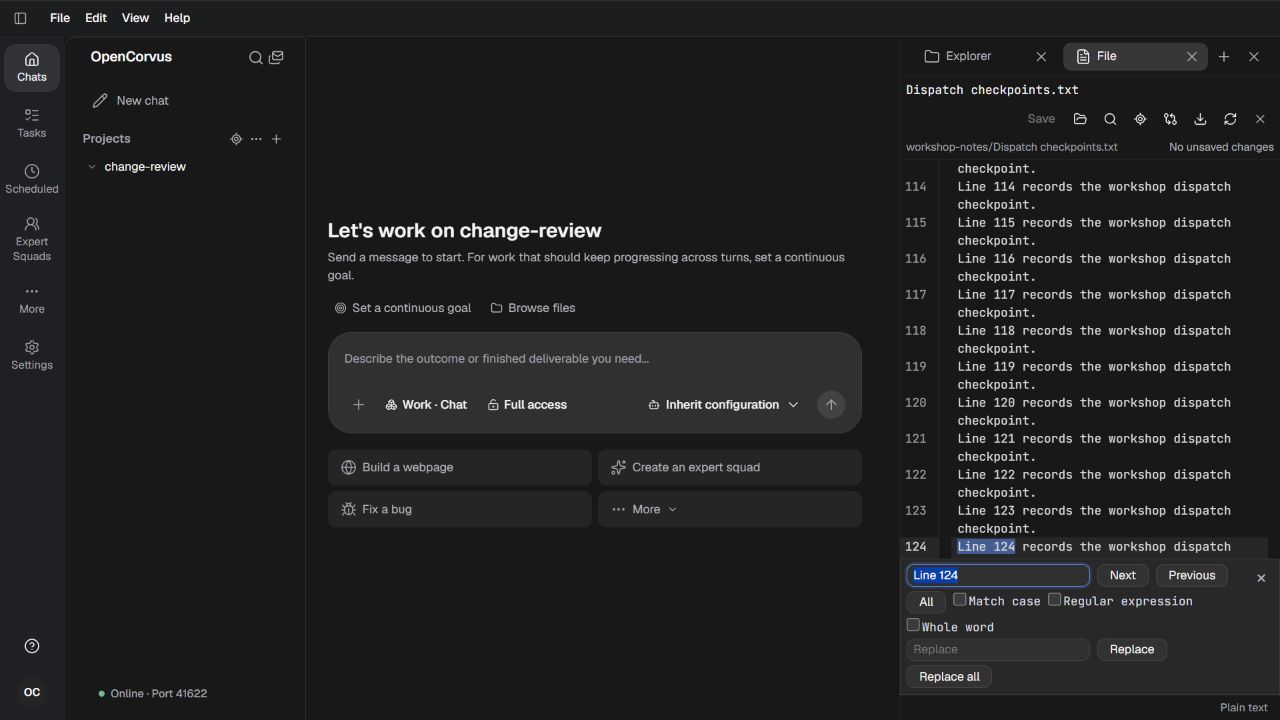 File Edit View Help
Chats
Tasks
Scheduled
Expert
Squads
More
Settings
OC
OpenCorvus
New chat
Projects
change-review
Online · Port 41622
Let's work on change-review
Send a message to start. For work that should keep progressing across turns, set a continuous
goal.
Set a continuous goal Browse files
Describe the outcome or finished deliverable you need...
Work · Chat Full access Inherit configuration
Build a webpage Create an expert squad
Fix a bug More
Explorer File
Dispatch checkpoints.txt
Save
workshop-notes/Dispatch checkpoints.txt No unsaved changes
checkpoint.
114 Line 114 records the workshop dispatch
checkpoint.
115 Line 115 records the workshop dispatch
checkpoint.
116 Line 116 records the workshop dispatch
checkpoint.
117 Line 117 records the workshop dispatch
checkpoint.
118 Line 118 records the workshop dispatch
checkpoint.
119 Line 119 records the workshop dispatch
checkpoint.
120 Line 120 records the workshop dispatch
checkpoint.
121 Line 121 records the workshop dispatch
checkpoint.
122 Line 122 records the workshop dispatch
checkpoint.
123 Line 123 records the workshop dispatch
checkpoint.
124 Line 124 records the workshop dispatch
Line 124 Next Previous
All Match case Regular expression
Whole word
Replace Replace
Replace all
Plain text